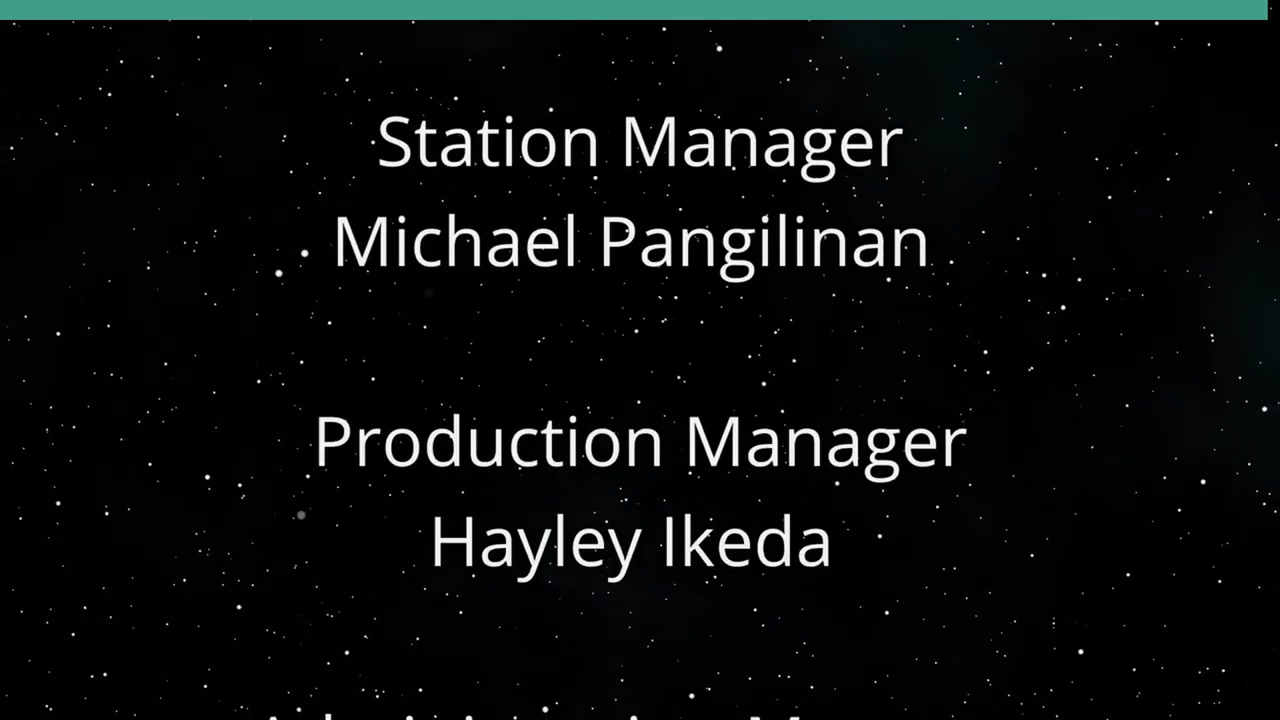 Station Manager
Michael Pangilinan
Production Manager
Hayley Ikeda